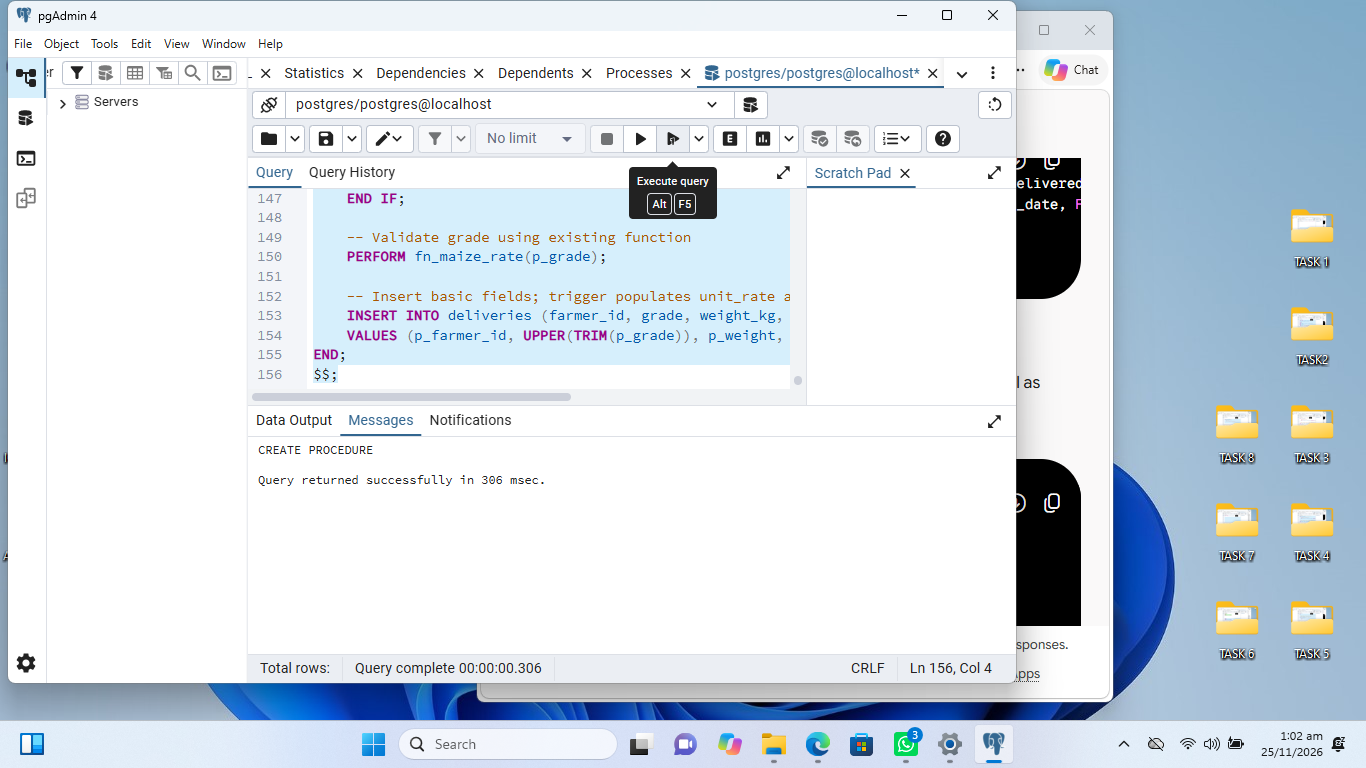 pgAdmin 4
File Object Tools Edit View Window Help
er
Statistics Dependencies Dependents Processes postgres/postgres@localhost*
Servers
postgres/postgres@localhost
No limit
E
Query Query History
Execute query
Alt F5
Scratch Pad
147 END IF;
148
149 -- Validate grade using existing function
150 PERFORM fn_maize_rate(p_grade);
151
152 -- Insert basic fields; trigger populates unit_rate a
153 INSERT INTO deliveries (farmer_id, grade, weight_kg,
154 VALUES (p_farmer_id, UPPER(TRIM(p_grade)), p_weight,
155 END;
156 $$;
Data Output Messages Notifications
CREATE PROCEDURE
Query returned successfully in 306 msec.
Total rows: Query complete 00:00:00.306 CRLF Ln 156, Col 4
Chat
elivered
_date, F
l as
sponses.
Apps
TASK 1
TASK2
TASK 8 TASK 3
TASK 7 TASK 4
TASK 6 TASK 5
Search
3
1:02 am
25/11/2026